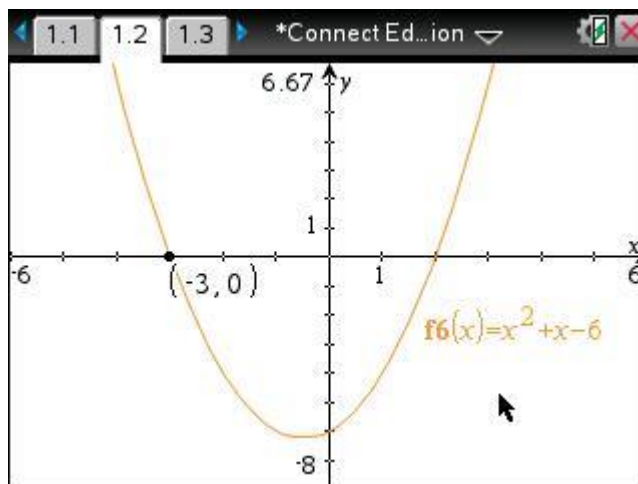 1.1 1.2 1.3 *Connect Ed...ion
6.67 y
1
x
-6 1 6
(-3,0)
f6(x)=x²+x-6
-8